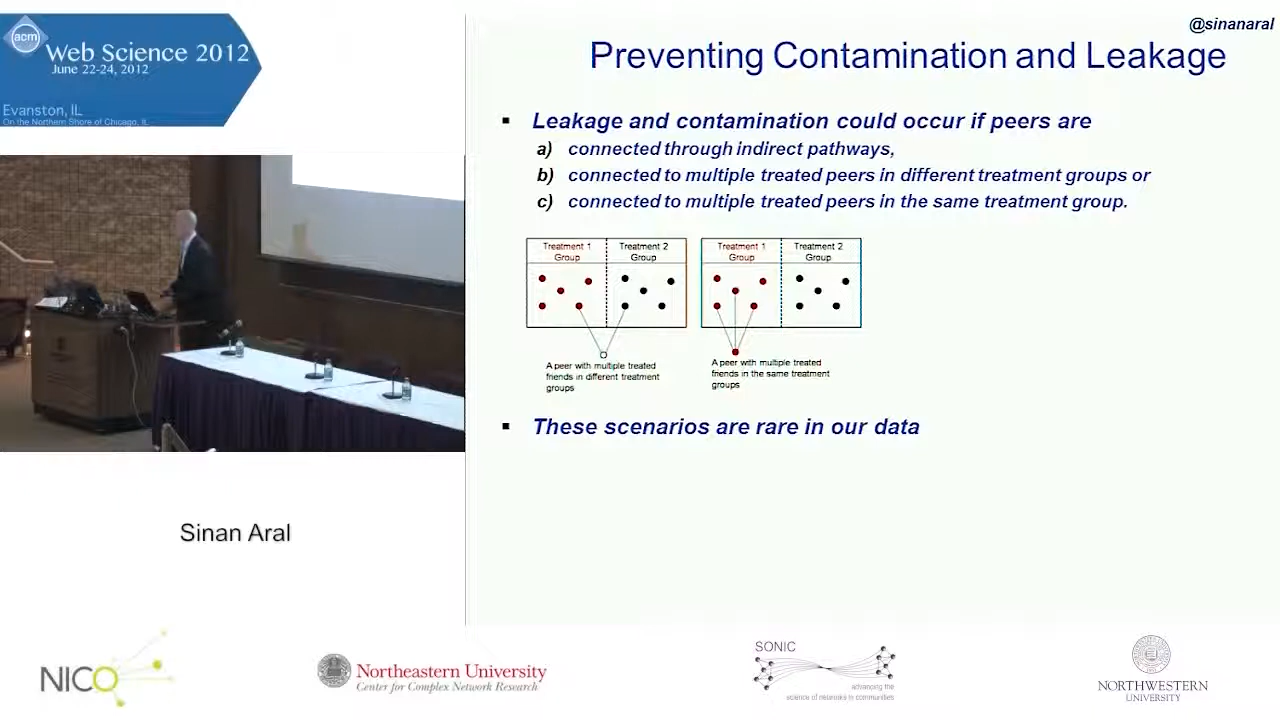 acm
Web Science 2012
June 22-24, 2012
Evanston, IL
On the Northern Shore of Chicago, IL
@sinanaral
Preventing Contamination and Leakage
Leakage and contamination could occur if peers are
a) connected through indirect pathways,
b) connected to multiple treated peers in different treatment groups or
c) connected to multiple treated peers in the same treatment group.
Treatment 1
Group
Treatment 2
Group
A peer with multiple treated
friends in different treatment
groups
Treatment 1
Group
Treatment 2
Group
A peer with multiple treated
friends in the same treatment
groups
These scenarios are rare in our data
Sinan Aral
NICO
Northeastern University
Center for Complex Network Research
SONIC
advancing the
science of networks in communities
NORTHWESTERN
UNIVERSITY